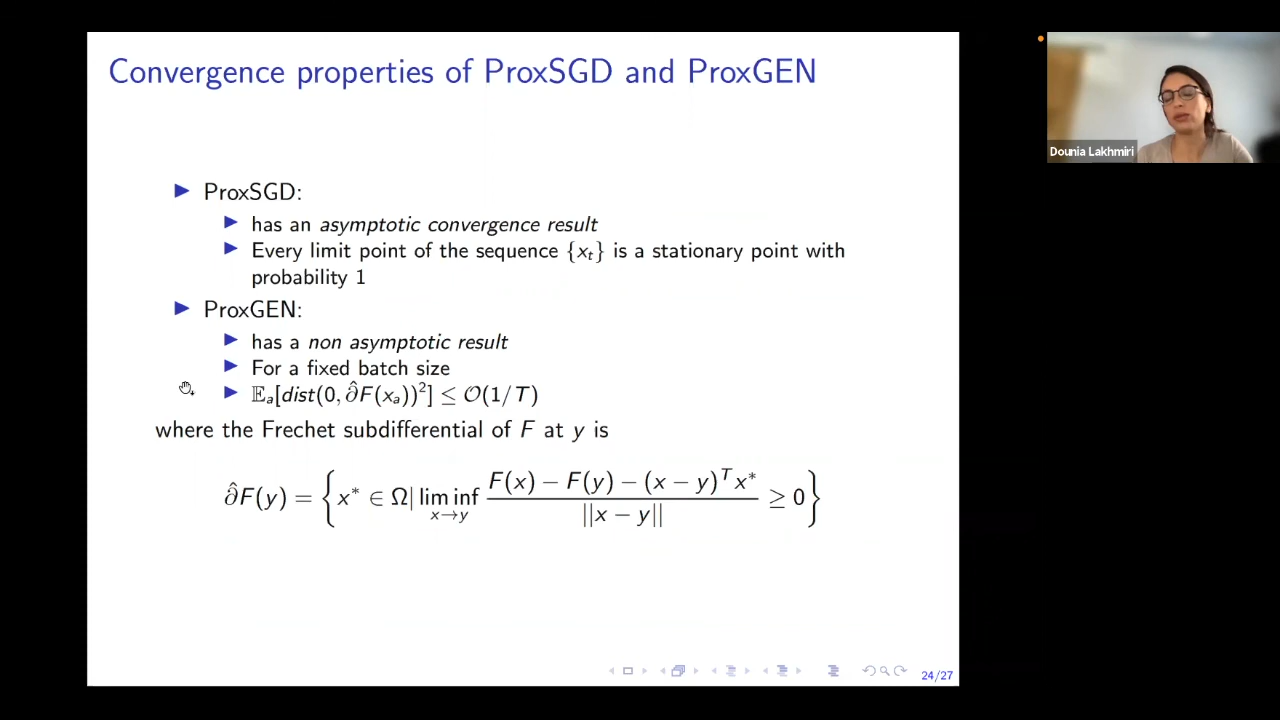 Convergence properties of ProxSGD and ProxGEN
Dounia Lakhmiri
▶ ProxSGD:
▶ has an asymptotic convergence result
▶ Every limit point of the sequence {x_t} is a stationary point with
probability 1
▶ ProxGEN:
▶ has a non asymptotic result
▶ For a fixed batch size
▶ 𝔼_a[dist(0, ∂̂F(x_a))²] ≤ 𝒪(1/T)
where the Frechet subdifferential of F at y is
∂̂F(y) = { x* ∈ Ω| lim inf_{x→y} (F(x) − F(y) − (x − y)^T x*) / ||x − y|| ≥ 0 }
24/27